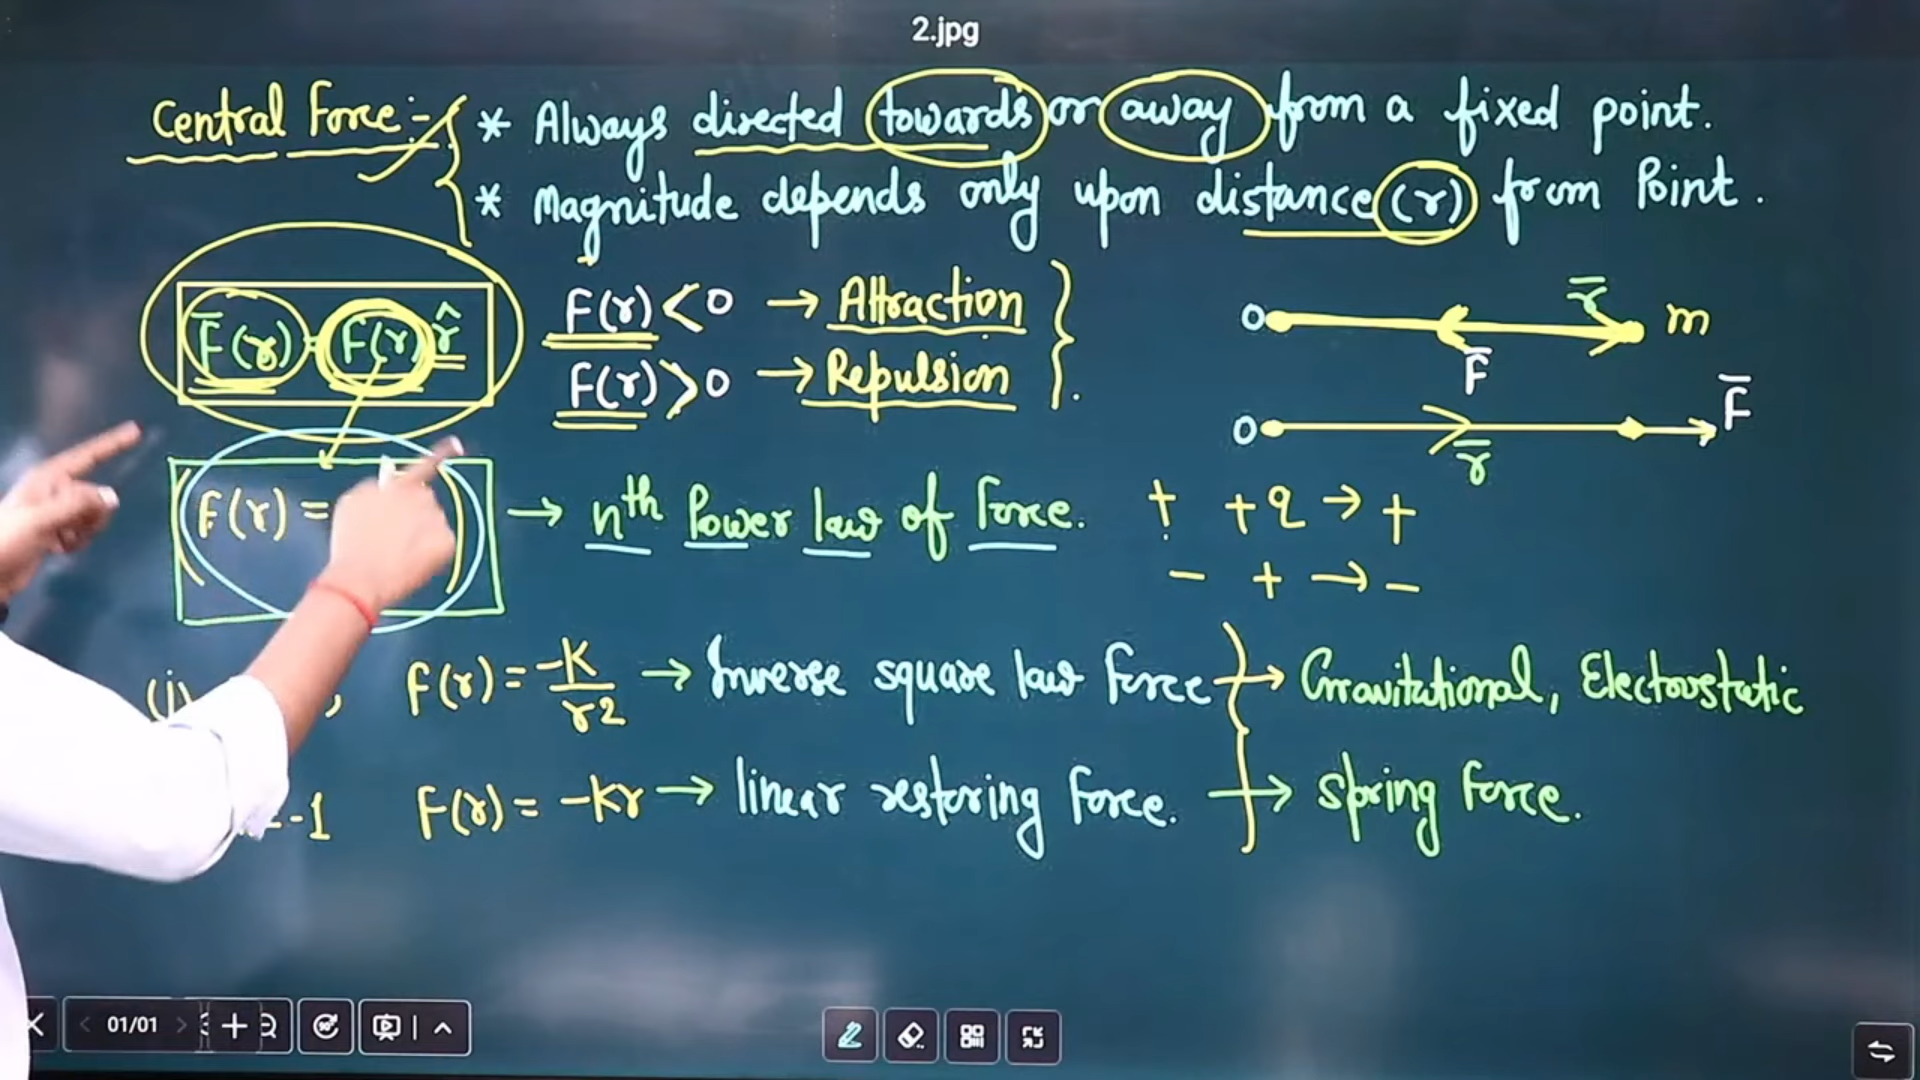 2.jpg
Central Force:- * Always directed towards or away from a fixed point.
* Magnitude depends only upon distance (r) from Point.
F̄(r) = F(r) r̂
F(r) < 0 → Attraction
F(r) > 0 → Repulsion
O r̄ m
F̄
O r̄ F̄
F(r) =
→ nth Power law of Force.
+ +q → +
- + → -
(i) , F(r) = -K/r2 → Inverse square law Force → Gravitational, Electrostatic
-1 F(r) = -Kr → linear restoring Force. → Spring Force.
01/01
90°